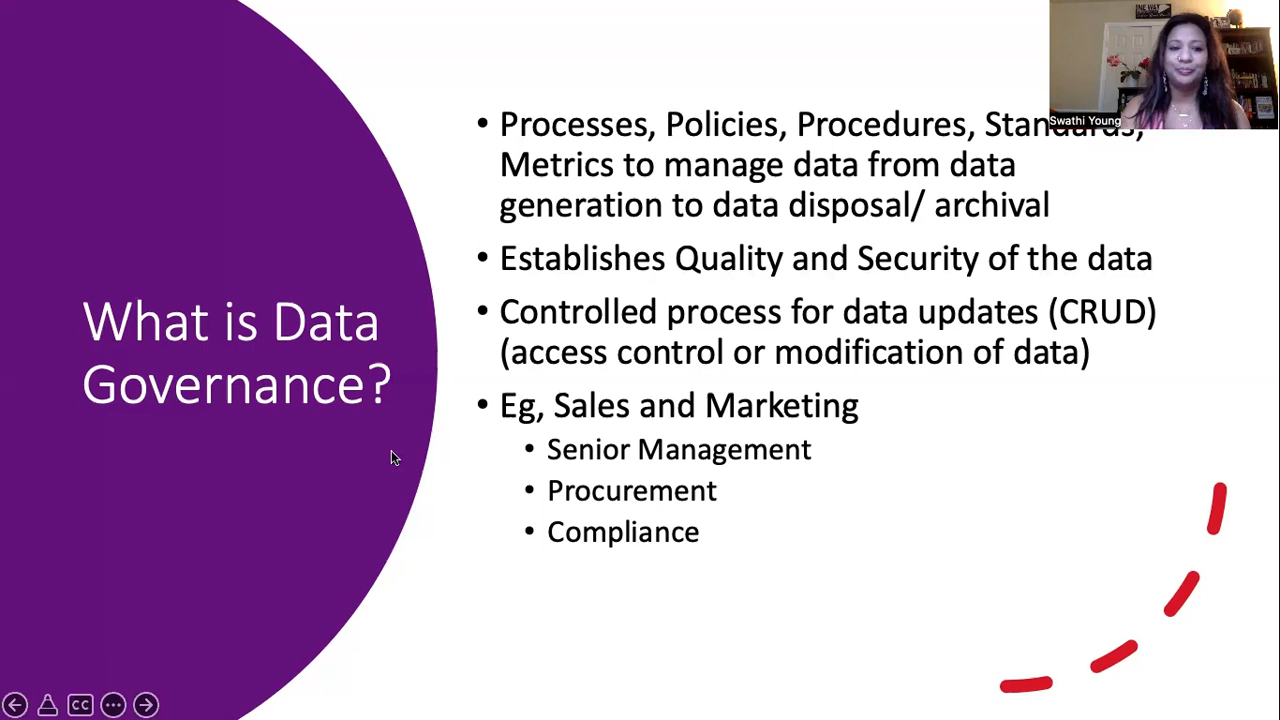 What is Data
Governance?
• Processes, Policies, Procedures, Standards,
Metrics to manage data from data
generation to data disposal/ archival
• Establishes Quality and Security of the data
• Controlled process for data updates (CRUD)
(access control or modification of data)
• Eg, Sales and Marketing
• Senior Management
• Procurement
• Compliance
Swathi Young
CC